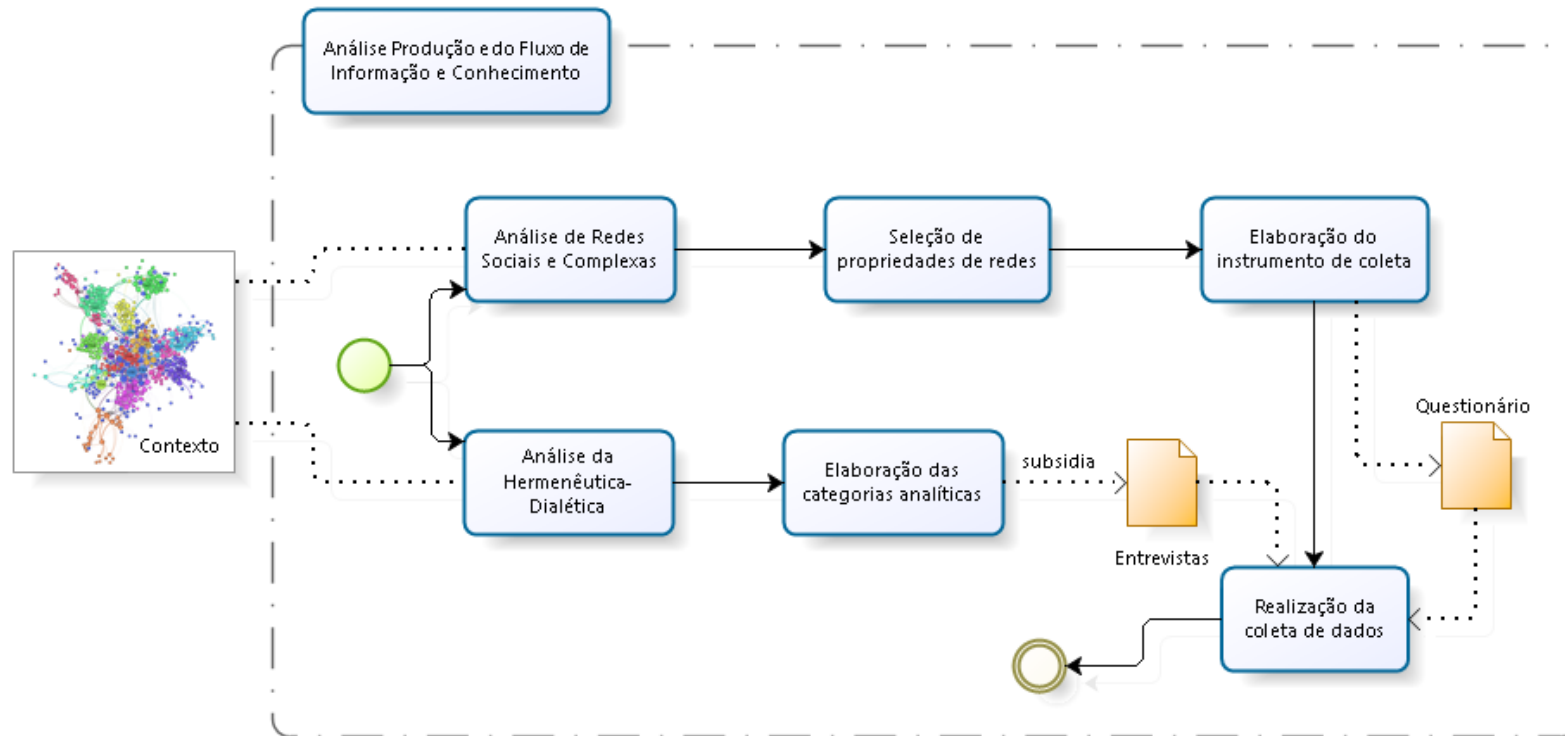 Análise Produção e do Fluxo de
Informação e Conhecimento
Análise de Redes
Sociais e Complexas
Seleção de
propriedades de redes
Elaboração do
instrumento de coleta
Contexto
Análise da
Hermenêutica-
Dialética
Elaboração das
categorias analíticas
subsidia
Entrevistas
Questionário
Realização da
coleta de dados